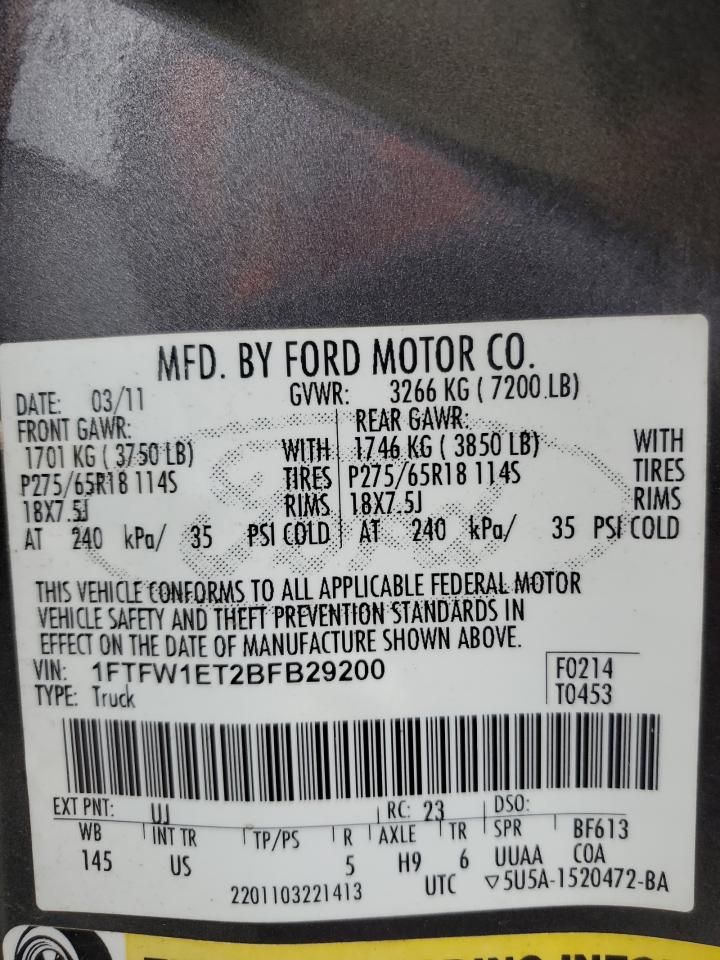 MFD. BY FORD MOTOR CO.
DATE: 03/11 GVWR: 3266 KG ( 7200 LB)
FRONT GAWR: REAR GAWR:
1701 KG ( 3750 LB) WITH 1746 KG ( 3850 LB) WITH
P275/65R18 114S TIRES P275/65R18 114S TIRES
18X7.5J RIMS 18X7.5J RIMS
AT 240 kPa/ 35 PSI COLD AT 240 kPa/ 35 PSI COLD
THIS VEHICLE CONFORMS TO ALL APPLICABLE FEDERAL MOTOR
VEHICLE SAFETY AND THEFT PREVENTION STANDARDS IN
EFFECT ON THE DATE OF MANUFACTURE SHOWN ABOVE.
VIN: 1FTFW1ET2BFB29200 F0214
TYPE: Truck T0453
EXT PNT: UJ RC: 23 DSO:
WB INT TR TP/PS R AXLE TR SPR BF613
145 US 5 H9 6 UUAA COA
2201103221413 UTC ▽5U5A-1520472-BA